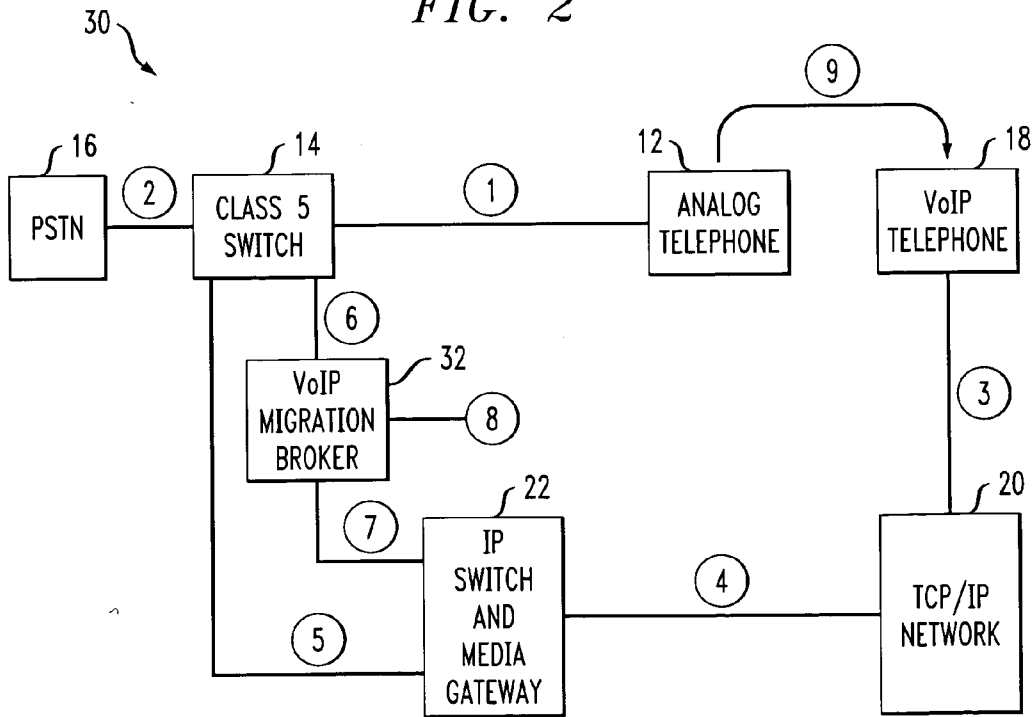 FIG. 2
30
9
16
14
12
18
2
1
PSTN
CLASS 5
SWITCH
ANALOG
TELEPHONE
VoIP
TELEPHONE
6
32
VoIP
MIGRATION
BROKER
8
3
22
20
7
IP
SWITCH
AND
MEDIA
GATEWAY
4
TCP/IP
NETWORK
5